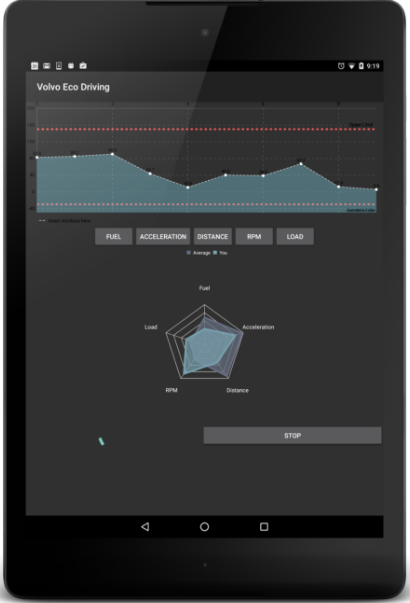 9:19
Volvo Eco Driving
FUEL ACCELERATION DISTANCE RPM LOAD
Average You
Fuel
Load Acceleration
RPM Distance
STOP